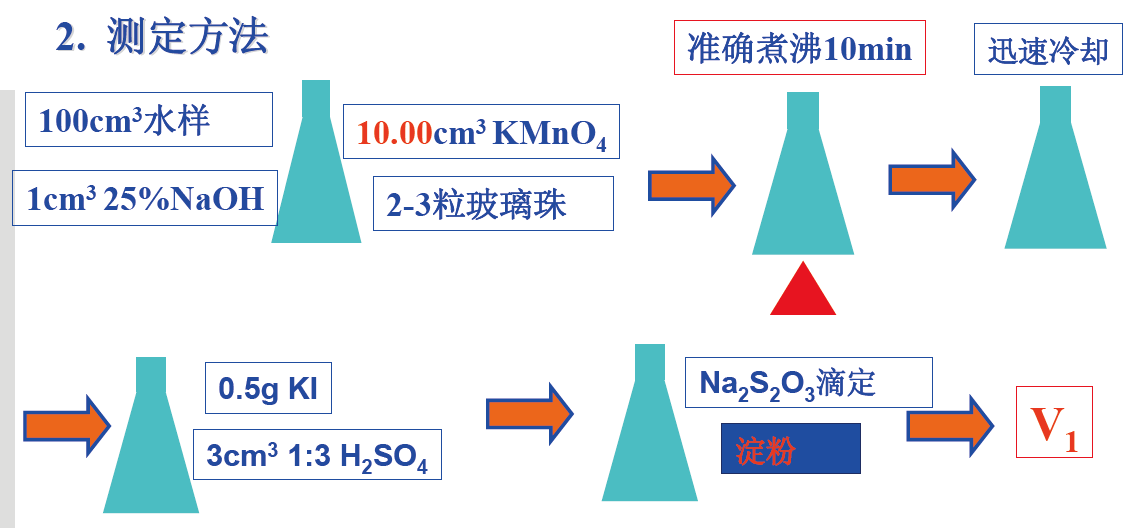 2. 测定方法
准确煮沸10min
迅速冷却
100cm³水样
10.00cm³ KMnO₄
1cm³ 25%NaOH
2-3粒玻璃珠
0.5g KI
3cm³ 1:3 H₂SO₄
Na₂S₂O₃滴定
淀粉
V₁